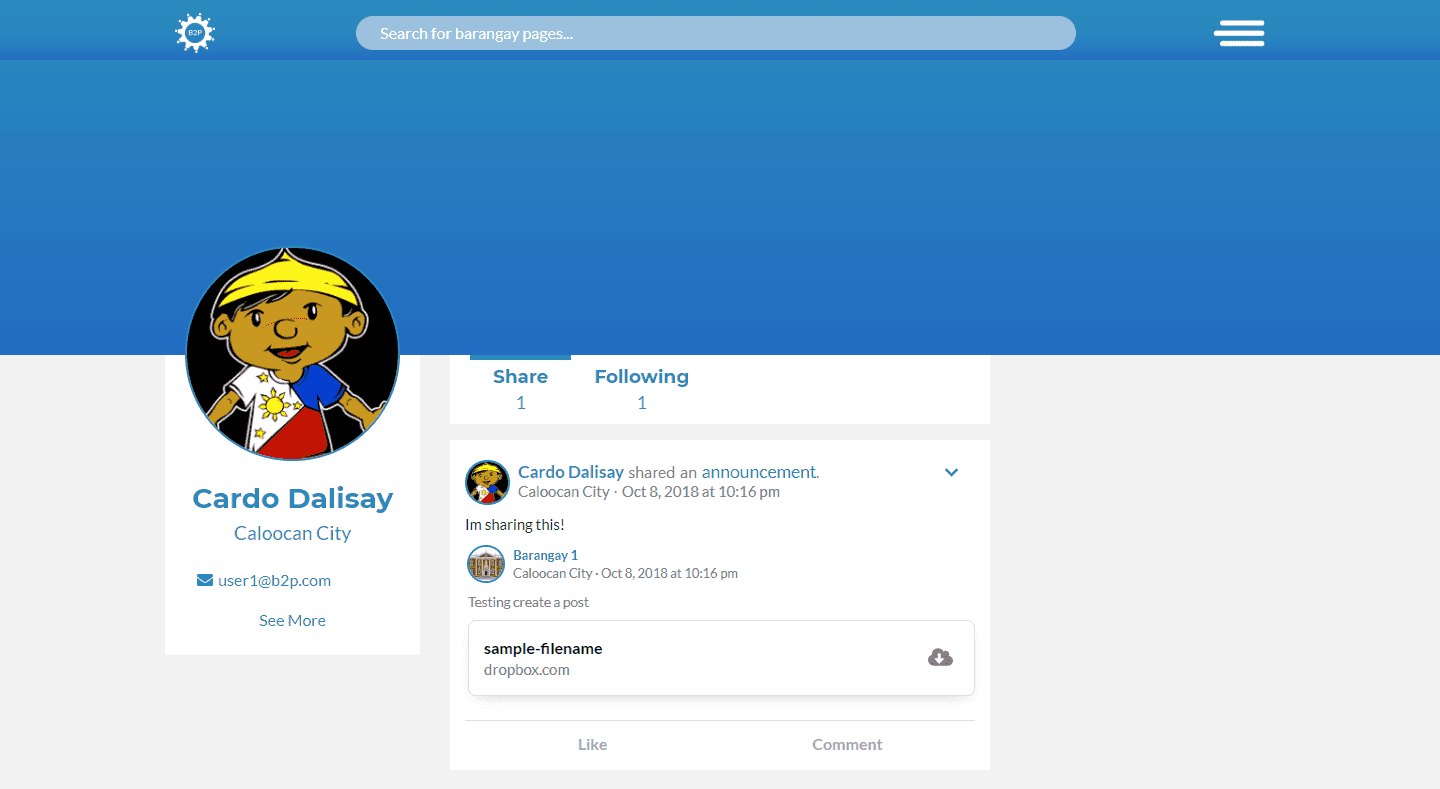 B2P
Search for barangay pages...
Share
1
Following
1
Cardo Dalisay
Caloocan City
user1@b2p.com
See More
Cardo Dalisay shared an announcement.
Caloocan City · Oct 8, 2018 at 10:16 pm
Im sharing this!
Barangay 1
Caloocan City · Oct 8, 2018 at 10:16 pm
Testing create a post
sample-filename
dropbox.com
Like
Comment